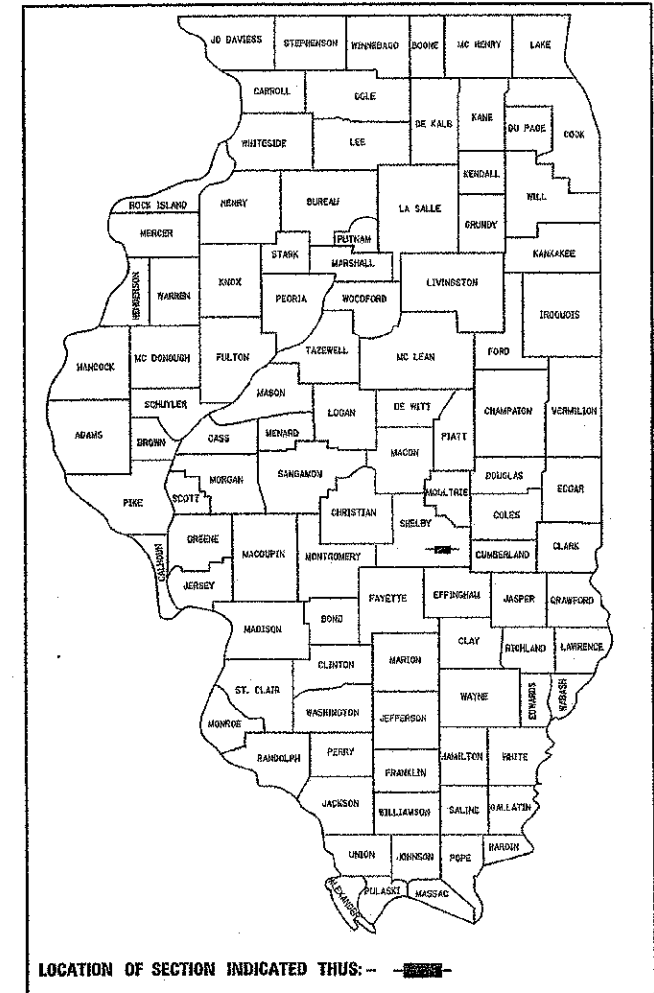 JO DAVIESS STEPHENSON WINNEBAGO BOONE MC HENRY LAKE
CARROLL OGLE DE KALB KANE DU PAGE COOK
WHITESIDE LEE KENDALL WILL
ROCK ISLAND HENRY BUREAU LA SALLE GRUNDY
MERCER PUTNAM KANKAKEE
STARK MARSHALL
HENDERSON WARREN KNOX PEORIA WOODFORD LIVINGSTON IROQUOIS
HANCOCK MC DONOUGH FULTON TAZEWELL MC LEAN FORD
SCHUYLER MASON LOGAN DE WITT CHAMPATON VERMILION
ADAMS BROWN CASS MENARD MACON PIATT
PIKE SCOTT MORGAN SANGAMON MOULTRIE DOUGLAS EDGAR
CHRISTIAN SHELBY COLES
CALHOUN GREENE MACOUPIN MONTGOMERY CUMBERLAND CLARK
JERSEY FAYETTE EFFINGHAM JASPER CRAWFORD
MADISON BOND
CLAY RICHLAND LAWRENCE
CLINTON MARION
ST. CLAIR WAYNE EDWARDS WABASH
MONROE WASHINGTON JEFFERSON
RANDOLPH PERRY HAMILTON WHITE
FRANKLIN
JACKSON WILLIAMSON SALINE GALLATIN
UNION JOHNSON POPE HARDIN
ALEXANDER PULASKI MASSAC
LOCATION OF SECTION INDICATED THUS: - -